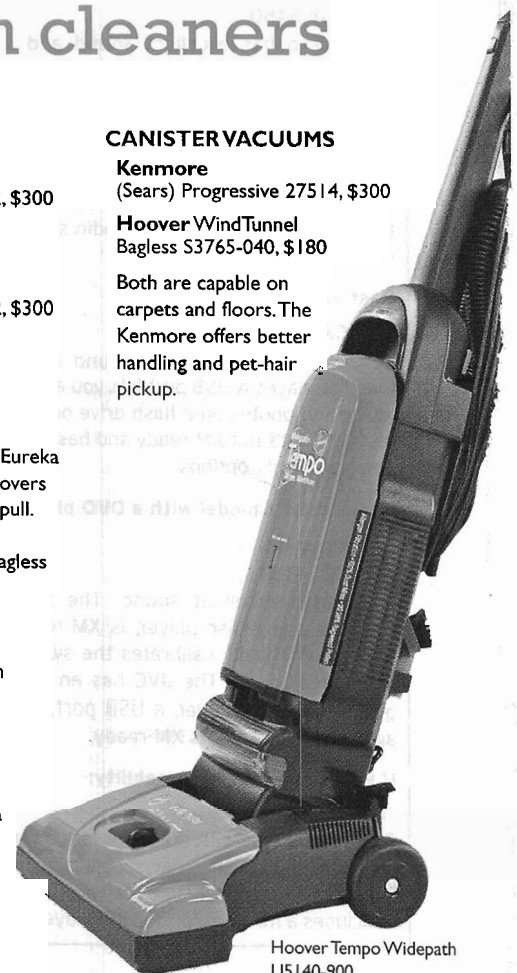 n cleaners
, $300
, $300
Eureka
overs
pull.
agless
n
a
CANISTER VACUUMS
Kenmore
(Sears) Progressive 27514, $300
Hoover WindTunnel
Bagless S3765-040, $180
Both are capable on
carpets and floors. The
Kenmore offers better
handling and pet-hair
pickup.
Tempo
Hoover Tempo Widepath
U5140-900